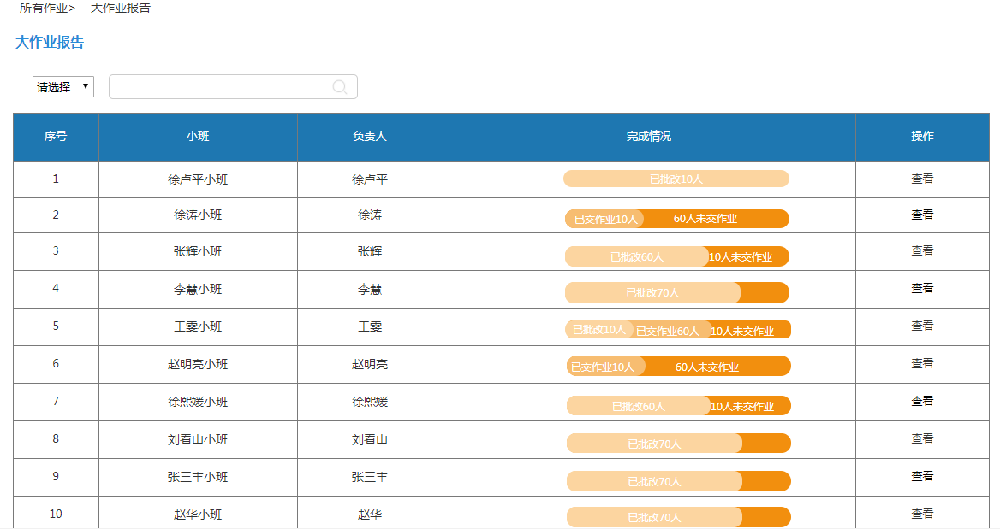 所有作业> 大作业报告
大作业报告
请选择
序号 小班 负责人 完成情况 操作
1 徐卢平小班 徐卢平 已批改10人 查看
2 徐涛小班 徐涛 已交作业10人 60人未交作业 查看
3 张辉小班 张辉 已批改60人 10人未交作业 查看
4 李慧小班 李慧 已批改70人 查看
5 王雯小班 王雯 已批改10人 已交作业60人 10人未交作业 查看
6 赵明亮小班 赵明亮 已交作业10人 60人未交作业 查看
7 徐熙媛小班 徐熙媛 已批改60人 10人未交作业 查看
8 刘看山小班 刘看山 已批改70人 查看
9 张三丰小班 张三丰 已批改70人 查看
10 赵华小班 赵华 已批改70人 查看